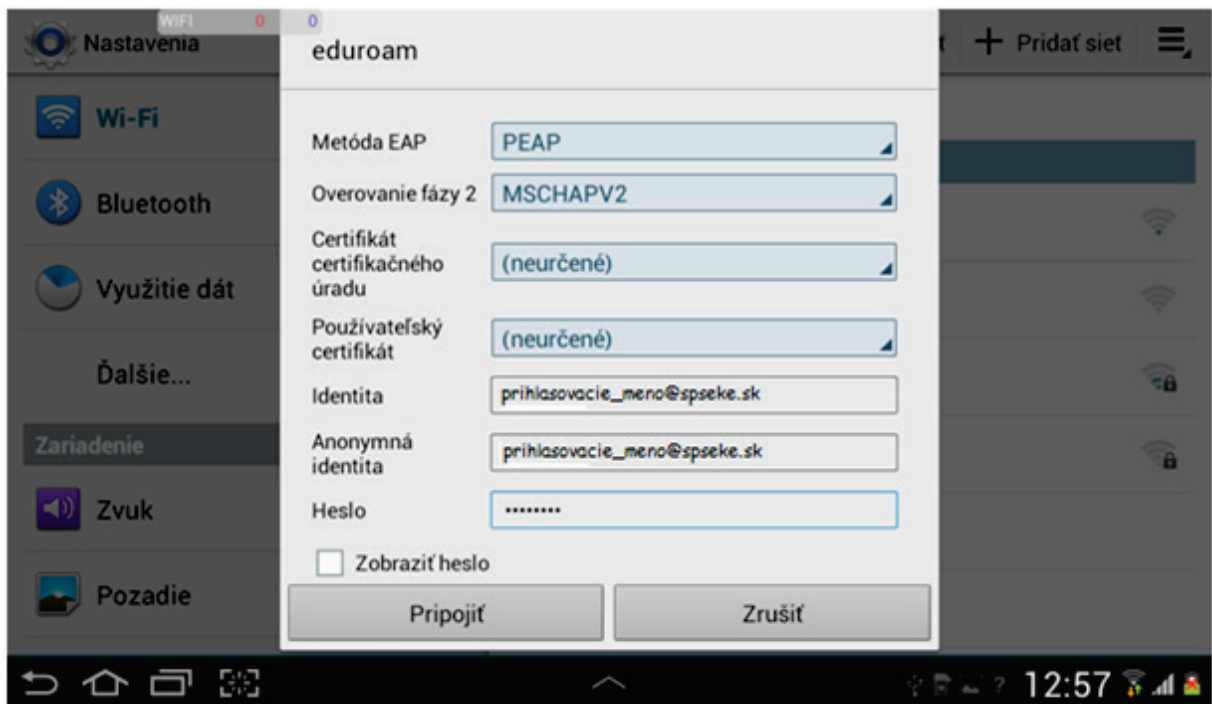 WIFI 0 0
Nastavenia
Pridať sieť
Wi-Fi
Bluetooth
Využitie dát
Ďalšie...
Zariadenie
Zvuk
Pozadie
eduroam
Metóda EAP
PEAP
Overovanie fázy 2
MSCHAPV2
Certifikát
certifikačného
úradu
(neurčené)
Používateľský
certifikát
(neurčené)
Identita
prihlasovacie_meno@spseke.sk
Anonymná
identita
prihlasovacie_meno@spseke.sk
Heslo
••••••••
Zobraziť heslo
Pripojiť
Zrušiť
12:57